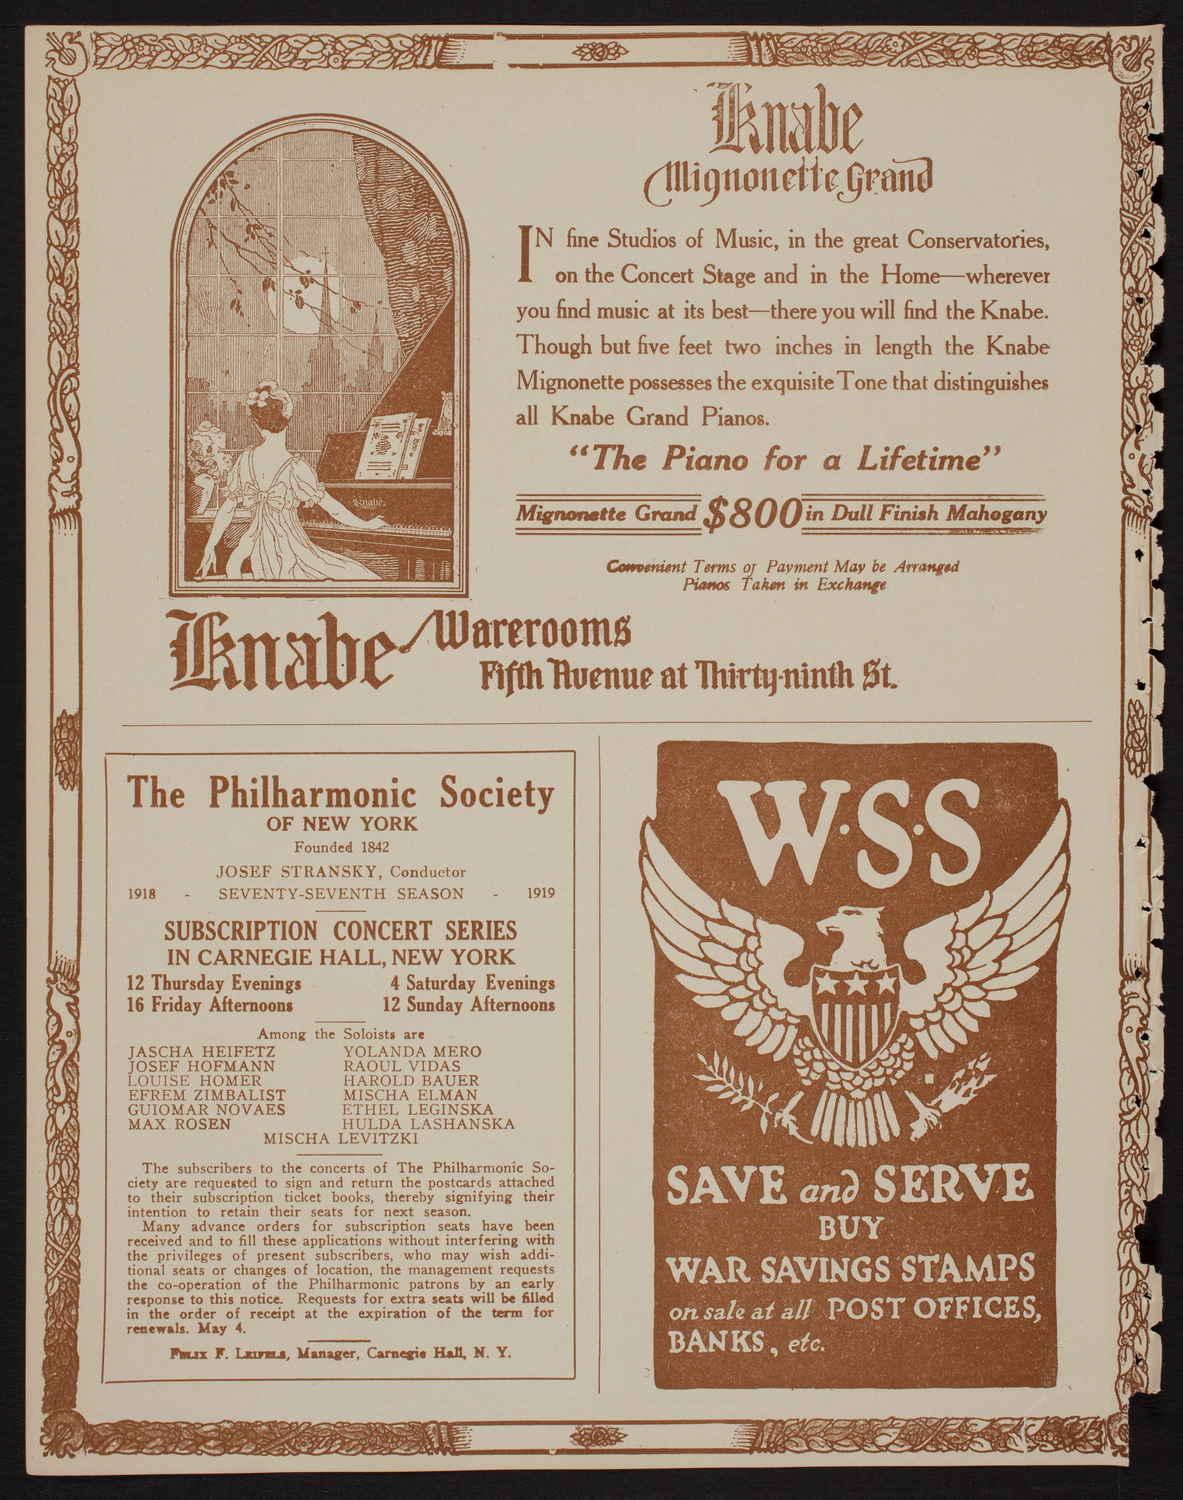 Knabe
Mignonette Grand
IN fine Studios of Music, in the great Conservatories,
on the Concert Stage and in the Home—wherever
you find music at its best—there you will find the Knabe.
Though but five feet two inches in length the Knabe
Mignonette possesses the exquisite Tone that distinguishes
all Knabe Grand Pianos.
"The Piano for a Lifetime"
Mignonette Grand $800 in Dull Finish Mahogany
Convenient Terms of Payment May be Arranged
Pianos Taken in Exchange
Knabe
Knabe Warerooms
Fifth Avenue at Thirty-ninth St.
The Philharmonic Society
OF NEW YORK
Founded 1842
JOSEF STRANSKY, Conductor
1918 - SEVENTY-SEVENTH SEASON - 1919
SUBSCRIPTION CONCERT SERIES
IN CARNEGIE HALL, NEW YORK
12 Thursday Evenings 4 Saturday Evenings
16 Friday Afternoons 12 Sunday Afternoons
Among the Soloists are
JASCHA HEIFETZ YOLANDA MERO
JOSEF HOFMANN RAOUL VIDAS
LOUISE HOMER HAROLD BAUER
EFREM ZIMBALIST MISCHA ELMAN
GUIOMAR NOVAES ETHEL LEGINSKA
MAX ROSEN HULDA LASHANSKA
MISCHA LEVITZKI
The subscribers to the concerts of The Philharmonic So-
ciety are requested to sign and return the postcards attached
to their subscription ticket books, thereby signifying their
intention to retain their seats for next season.
Many advance orders for subscription seats have been
received and to fill these applications without interfering with
the privileges of present subscribers, who may wish addi-
tional seats or changes of location, the management requests
the co-operation of the Philharmonic patrons by an early
response to this notice. Requests for extra seats will be filled
in the order of receipt at the expiration of the term for
renewals. May 4.
FELIX F. LEIFELS, Manager, Carnegie Hall, N. Y.
W·S·S
SAVE and SERVE
BUY
WAR SAVINGS STAMPS
on sale at all POST OFFICES,
BANKS, etc.